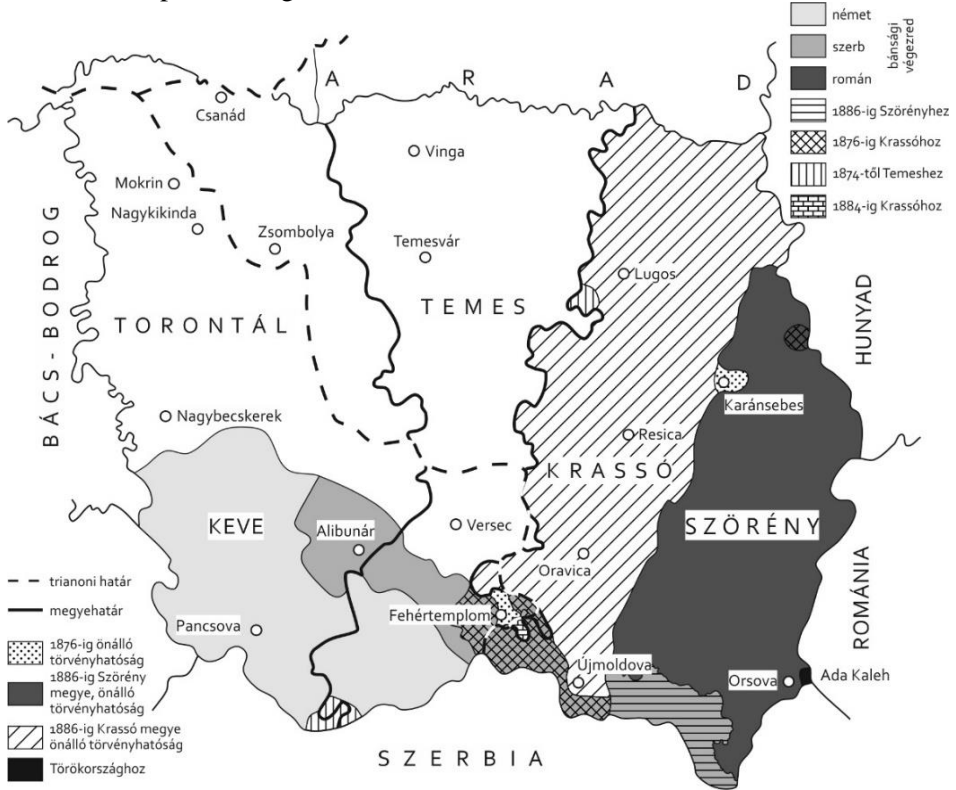 német
szerb
román
bánsági
végezred
1886-ig Szörényhez
1876-ig Krassóhoz
1874-től Temeshez
1884-ig Krassóhoz
A R A D
Csanád
Vinga
Mokrin
Nagykikinda
Zsombolya
Temesvár
Lugos
BÁCS-BODROG
TORONTÁL
TEMES
HUNYAD
Karánsebes
Nagybecskerek
Resica
KRASSÓ
KEVE
Alibunár
Versec
SZÖRÉNY
Oravica
ROMÁNIA
Fehértemplom
Pancsova
Újmoldova
Orsova
Ada Kaleh
SZERBIA
trianoni határ
megyehatár
1876-ig önálló
törvényhatóság
1886-ig Szörény
megye, önálló
törvényhatóság
1886-ig Krassó megye
önálló törvényhatóság
Törökországhoz